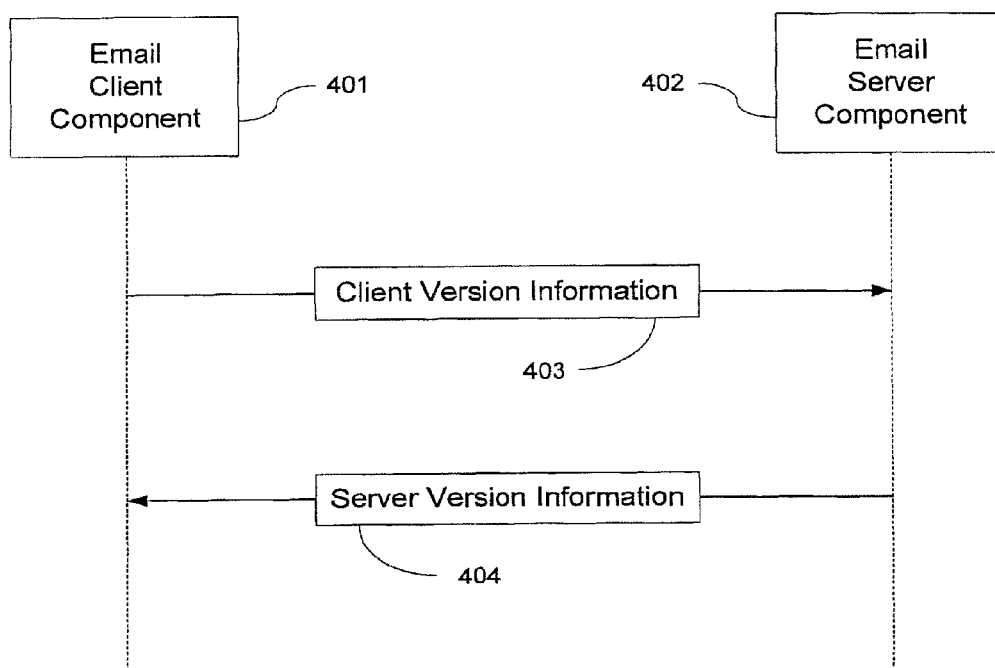 Email
Client
Component
401
Email
Server
Component
402
Client Version Information
403
Server Version Information
404